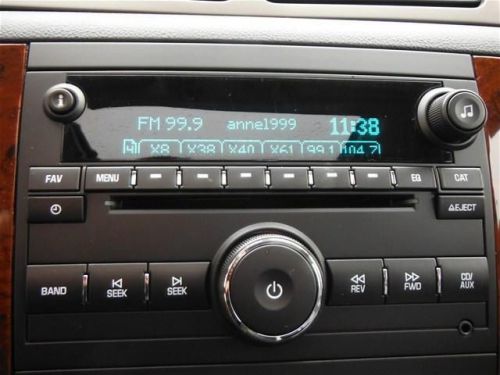 FM 99.9 anne1999 11:38
4 X8 X38 X40 X61 99.1 104.7
FAV MENU EQ CAT
EJECT
BAND SEEK SEEK REV FWD CD/
AUX